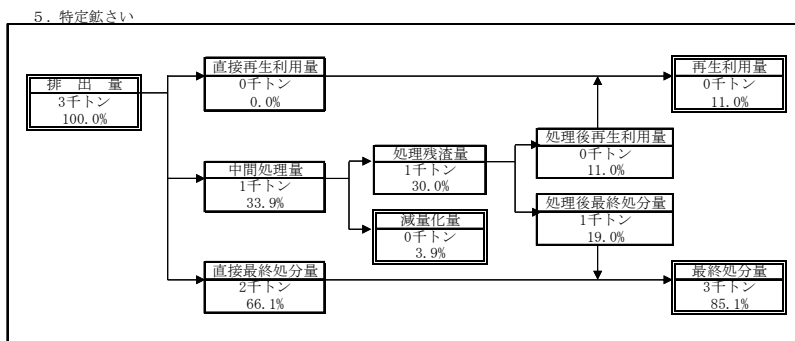 ５．特定鉱さい
排　出　量
3千トン
100.0%
直接再生利用量
0千トン
0.0%
中間処理量
1千トン
33.9%
直接最終処分量
2千トン
66.1%
処理残渣量
1千トン
30.0%
減量化量
0千トン
3.9%
処理後再生利用量
0千トン
11.0%
処理後最終処分量
1千トン
19.0%
再生利用量
0千トン
11.0%
最終処分量
3千トン
85.1%